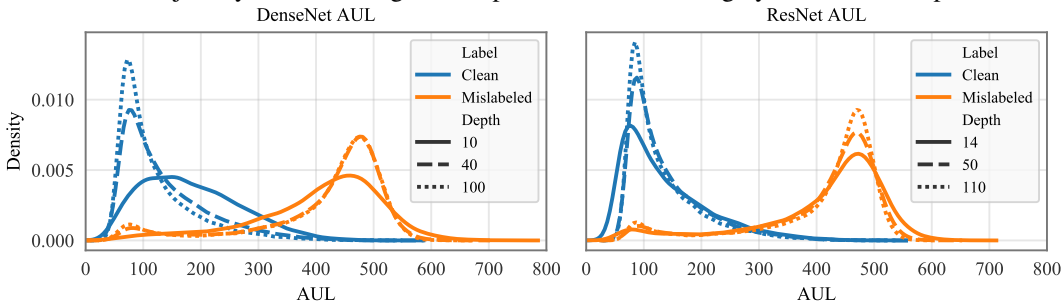 DenseNet AUL
ResNet AUL
Density
0.010
0.005
0.000
Label
Clean
Mislabeled
Depth
10
40
100
0 100 200 300 400 500 600 700 800
AUL
Label
Clean
Mislabeled
Depth
14
50
110
0 100 200 300 400 500 600 700 800
AUL